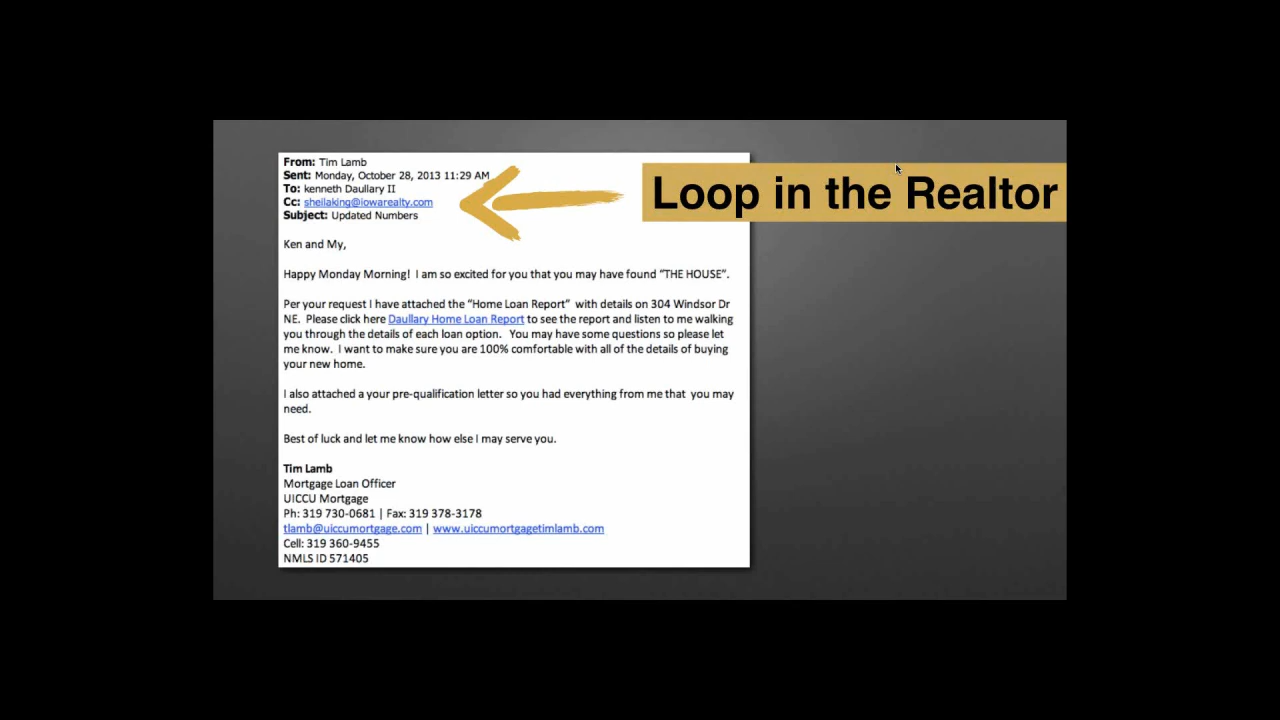 From: Tim Lamb
Sent: Monday, October 28, 2013 11:29 AM
To: kenneth Daullary II
Cc: sheilaking@iowarealty.com
Subject: Updated Numbers
Loop in the Realtor
Ken and My,
Happy Monday Morning!  I am so excited for you that you may have found “THE HOUSE”.
Per your request I have attached the “Home Loan Report”  with details on 304 Windsor Dr
NE.  Please click here Daullary Home Loan Report to see the report and listen to me walking
you through the details of each loan option.   You may have some questions so please let
me know.  I want to make sure you are 100% comfortable with all of the details of buying
your new home.
I also attached a your pre-qualification letter so you had everything from me that  you may
need.
Best of luck and let me know how else I may serve you.
Tim Lamb
Mortgage Loan Officer
UICCU Mortgage
Ph: 319 730-0681 | Fax: 319 378-3178
tlamb@uiccumortgage.com | www.uiccumortgagetimlamb.com
Cell: 319 360-9455
NMLS ID 571405